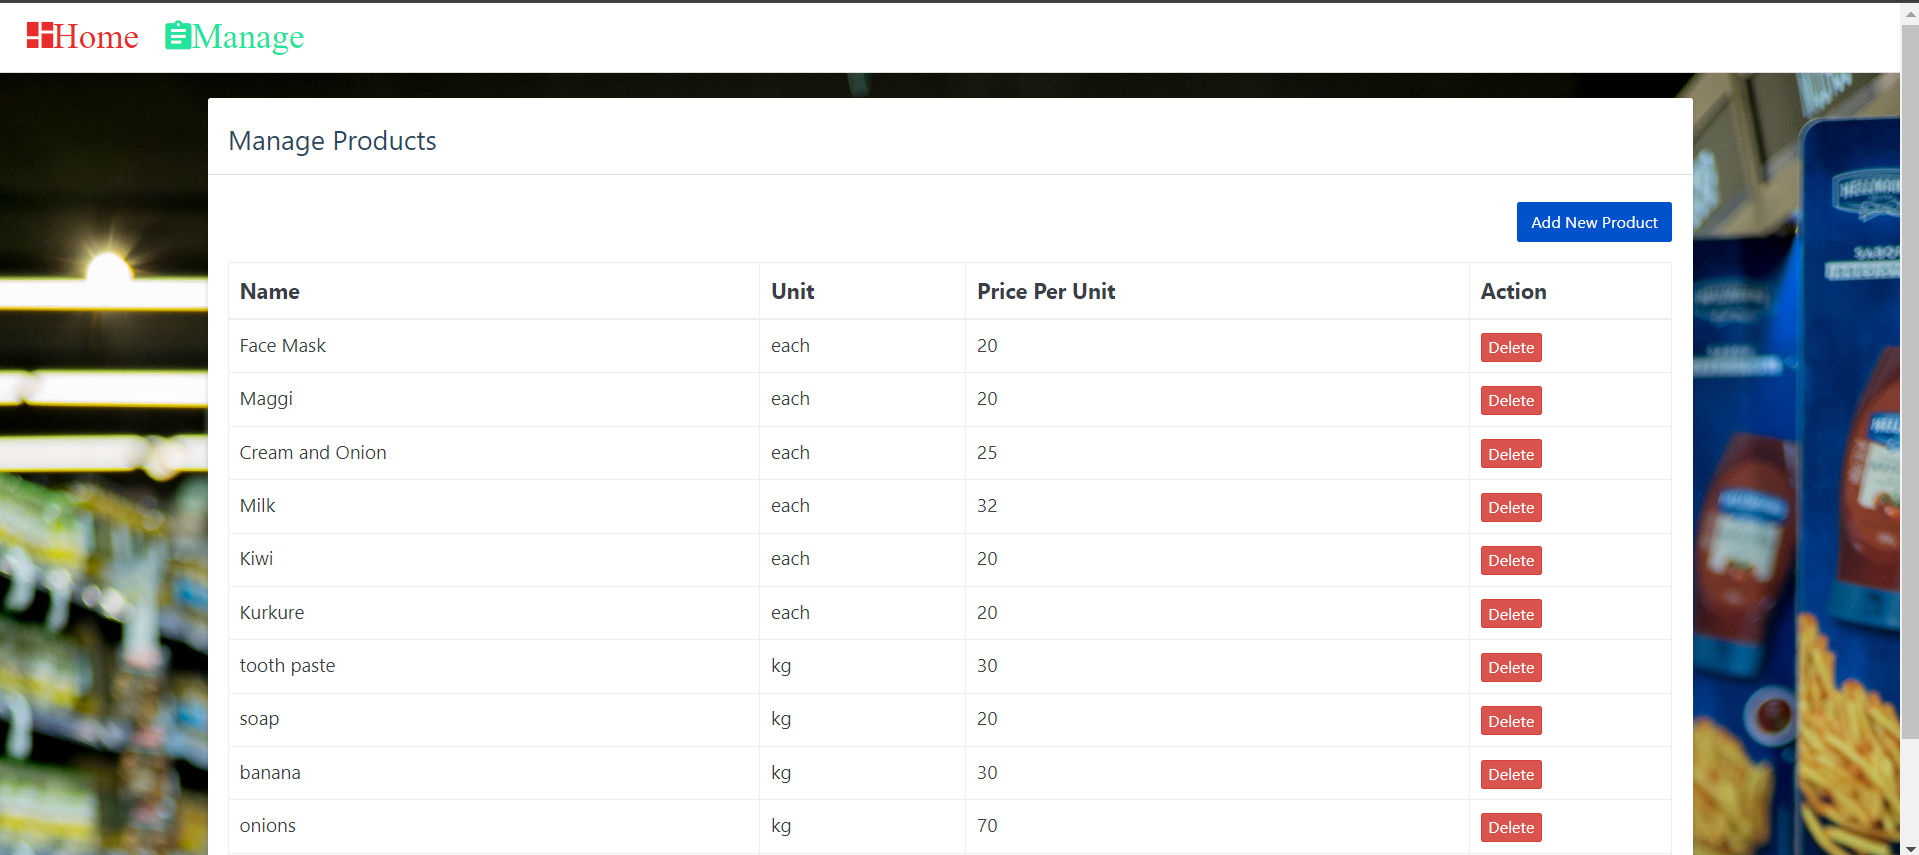 Home Manage
Manage Products
Add New Product
Name Unit Price Per Unit Action
Face Mask each 20 Delete
Maggi each 20 Delete
Cream and Onion each 25 Delete
Milk each 32 Delete
Kiwi each 20 Delete
Kurkure each 20 Delete
tooth paste kg 30 Delete
soap kg 20 Delete
banana kg 30 Delete
onions kg 70 Delete